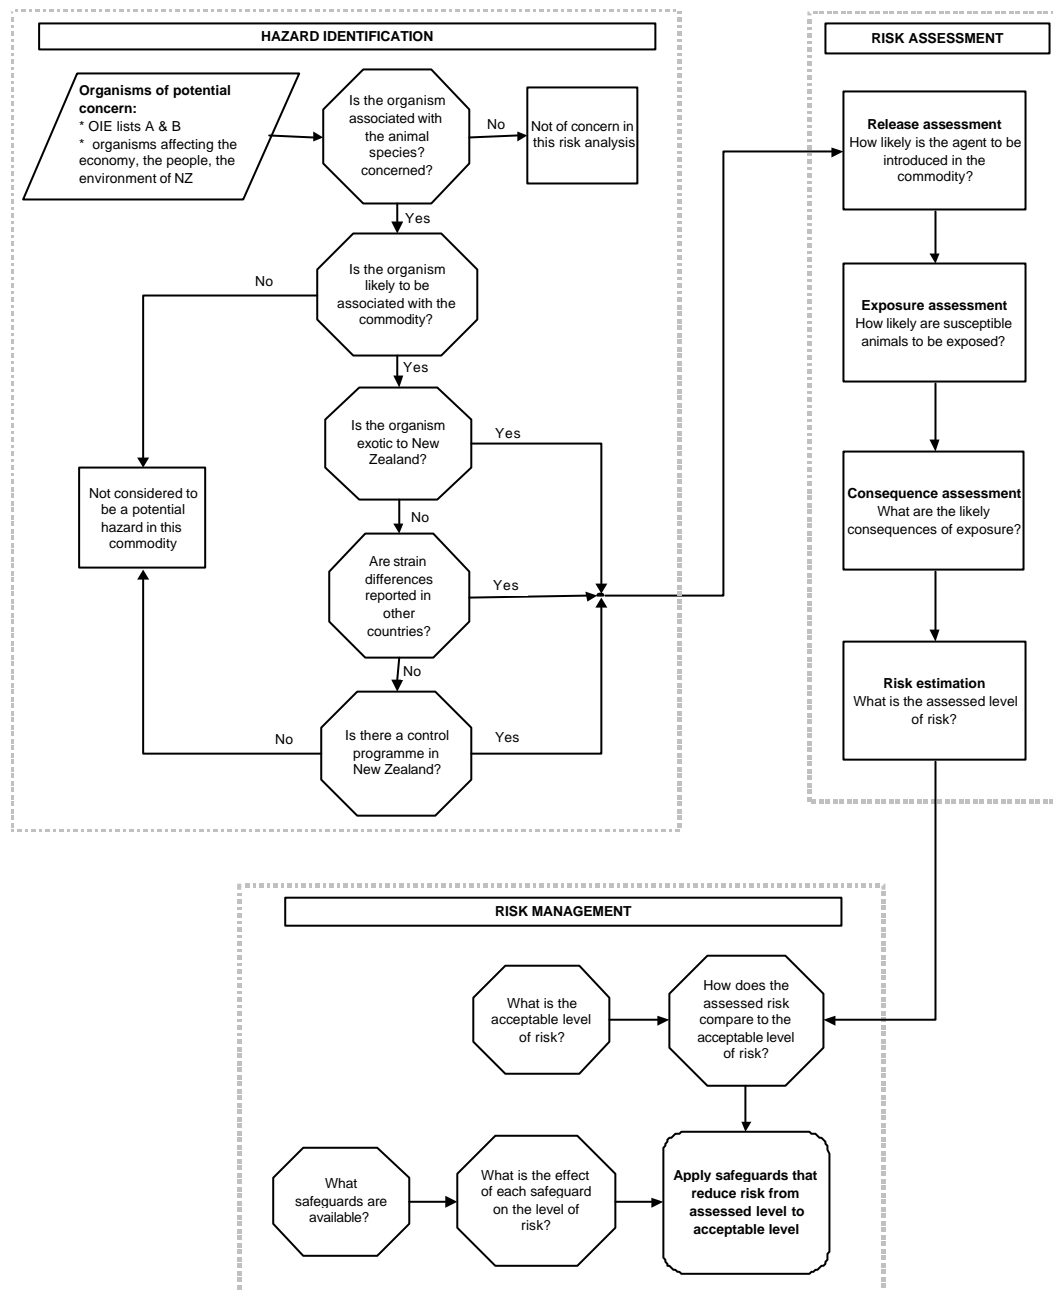 HAZARD IDENTIFICATION
Organisms of potential
concern:
* OIE lists A & B
* organisms affecting the
economy, the people, the
environment of NZ
Is the organism
associated with
the animal
species?
concerned?
No
Not of concern in
this risk analysis
Yes
Is the organism
likely to be
associated with the
commodity?
No
Yes
Is the organism
exotic to New
Zealand?
Yes
Not considered to
be a potential
hazard in this
commodity
No
Are strain
differences
reported in
other
countries?
Yes
No
Is there a control
programme in
New Zealand?
No
Yes
RISK ASSESSMENT
Release assessment
How likely is the agent to be
introduced in the
commodity?
Exposure assessment
How likely are susceptible
animals to be exposed?
Consequence assessment
What are the likely
consequences of exposure?
Risk estimation
What is the assessed level
of risk?
RISK MANAGEMENT
What is the
acceptable level
of risk?
How does the
assessed risk
compare to the
acceptable level
of risk?
What
safeguards are
available?
What is the effect
of each safeguard
on the level of
risk?
Apply safeguards that
reduce risk from
assessed level to
acceptable level